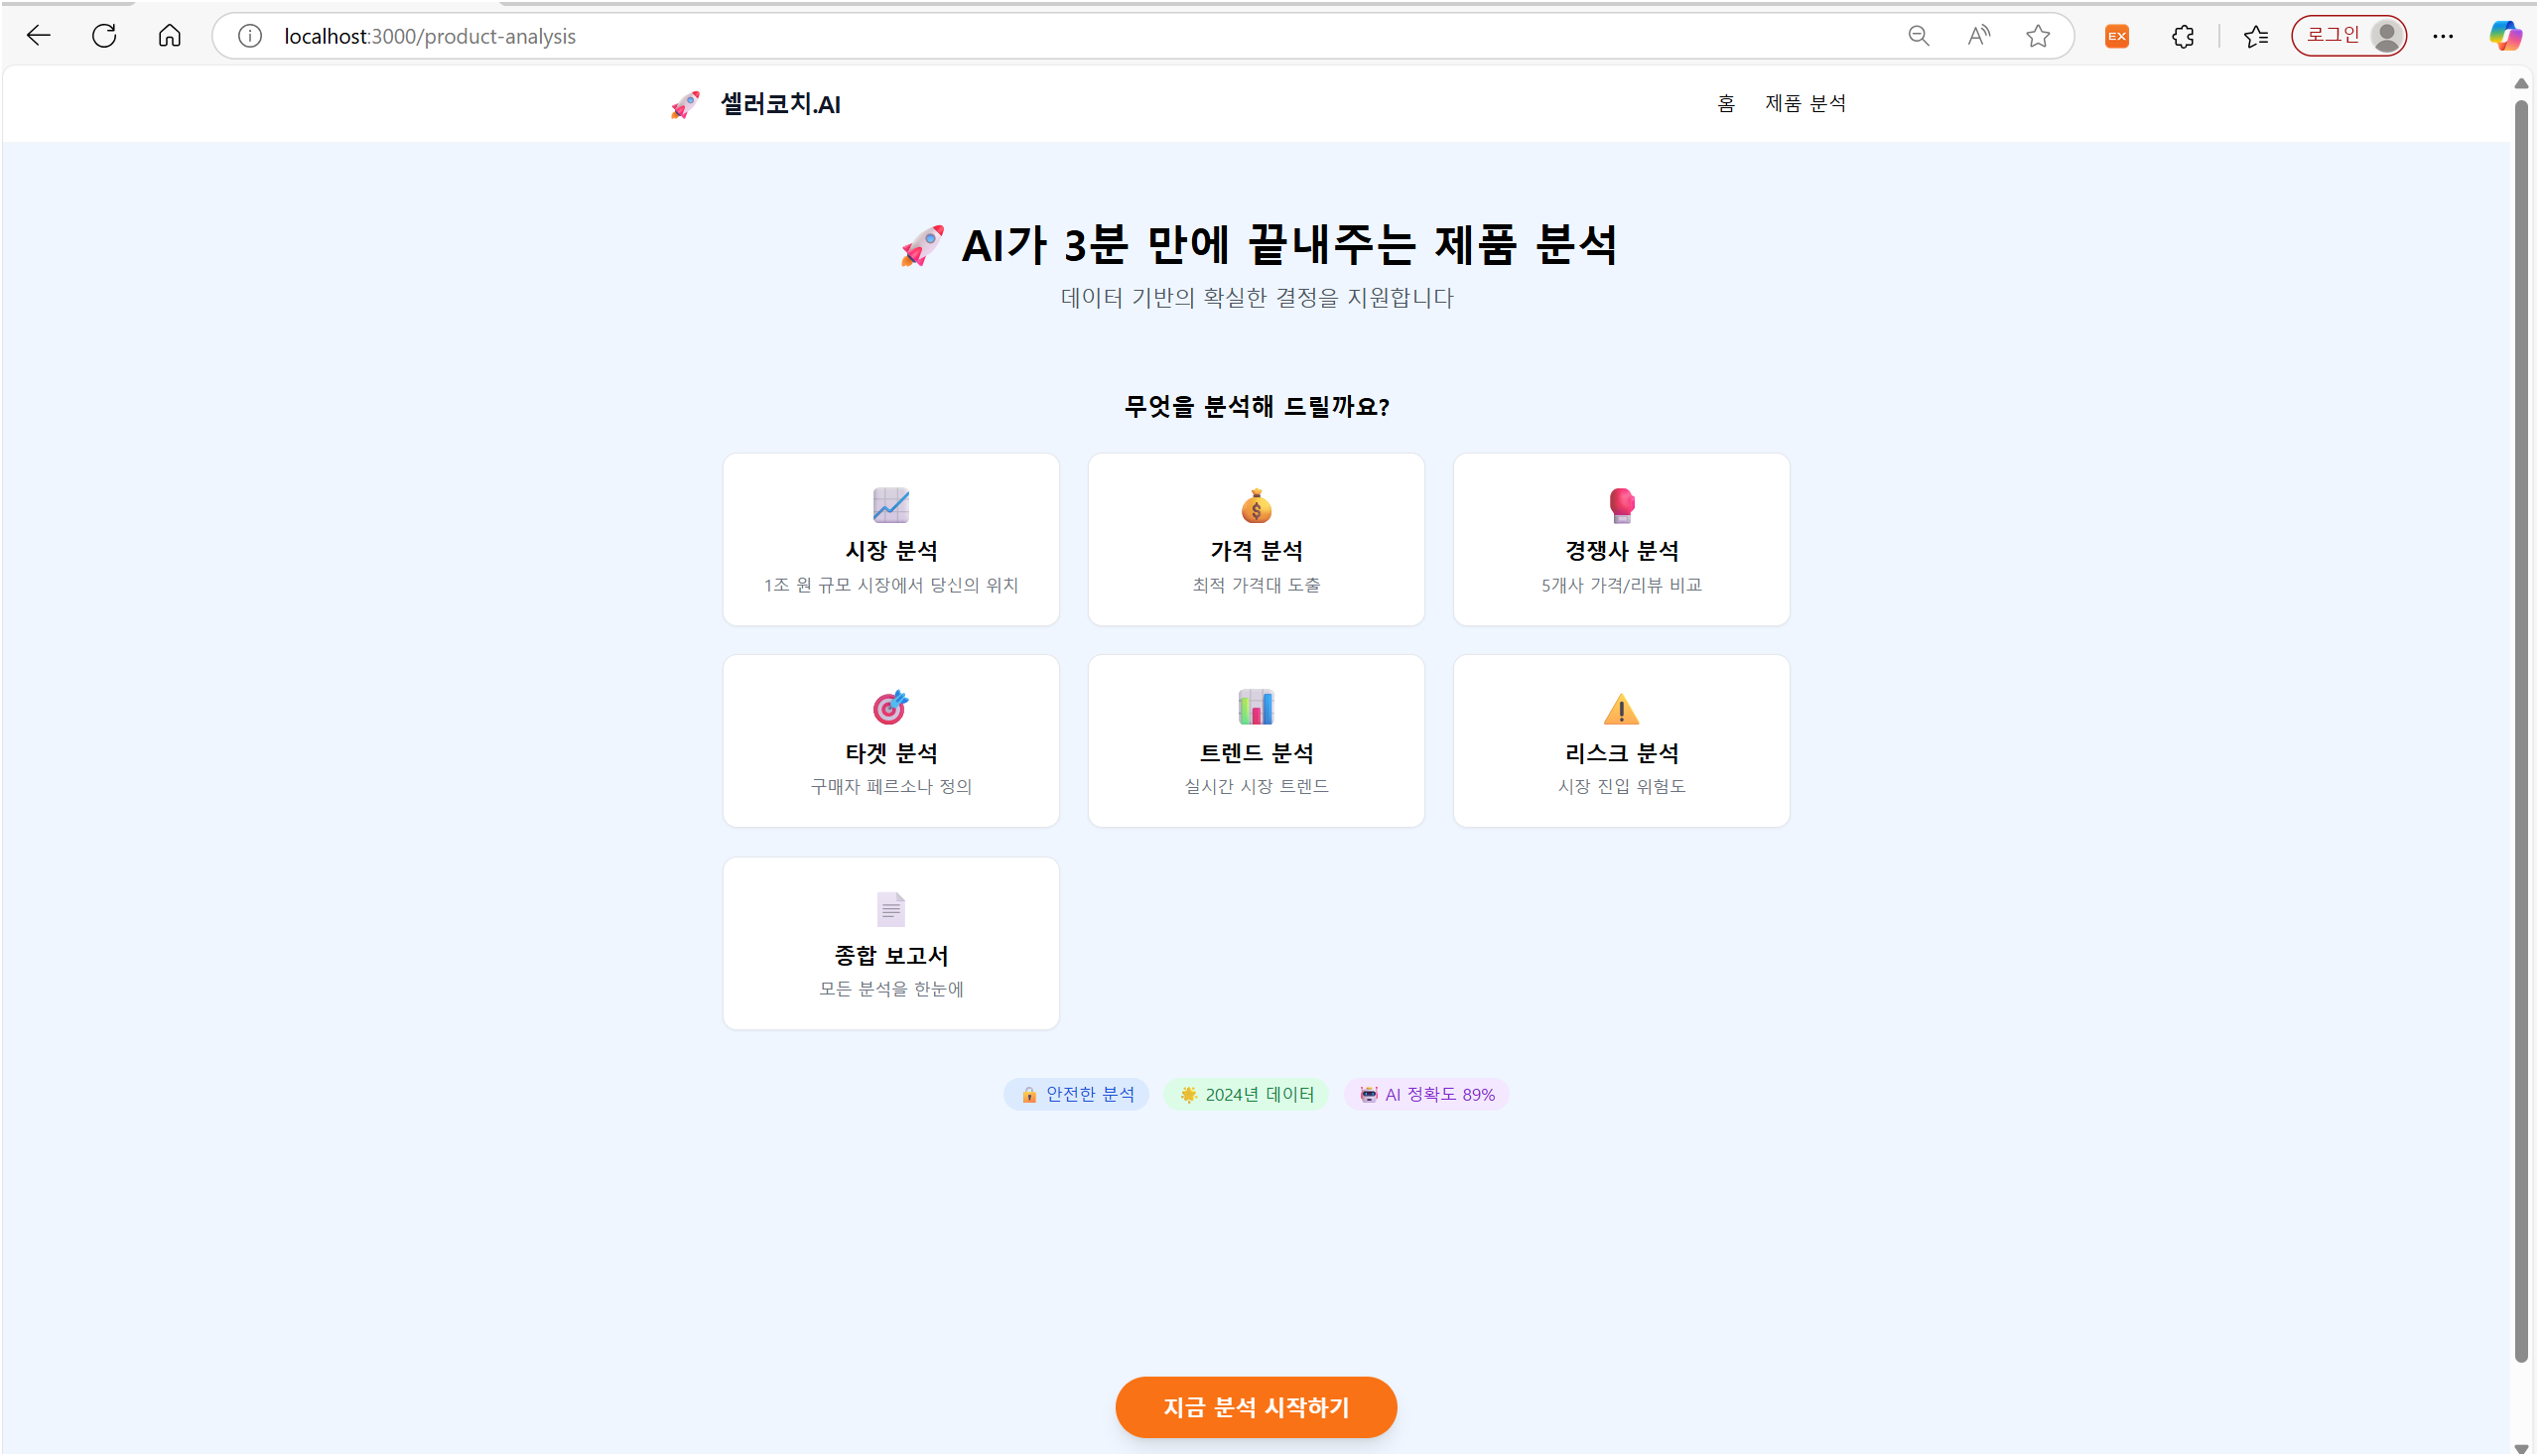 localhost:3000/product-analysis
EX
로그인
셀러코치.AI
홈 제품 분석
AI가 3분 만에 끝내주는 제품 분석
데이터 기반의 확실한 결정을 지원합니다
무엇을 분석해 드릴까요?
시장 분석
1조 원 규모 시장에서 당신의 위치
가격 분석
최적 가격대 도출
경쟁사 분석
5개사 가격/리뷰 비교
타겟 분석
구매자 페르소나 정의
트렌드 분석
실시간 시장 트렌드
리스크 분석
시장 진입 위험도
종합 보고서
모든 분석을 한눈에
안전한 분석
2024년 데이터
AI 정확도 89%
지금 분석 시작하기